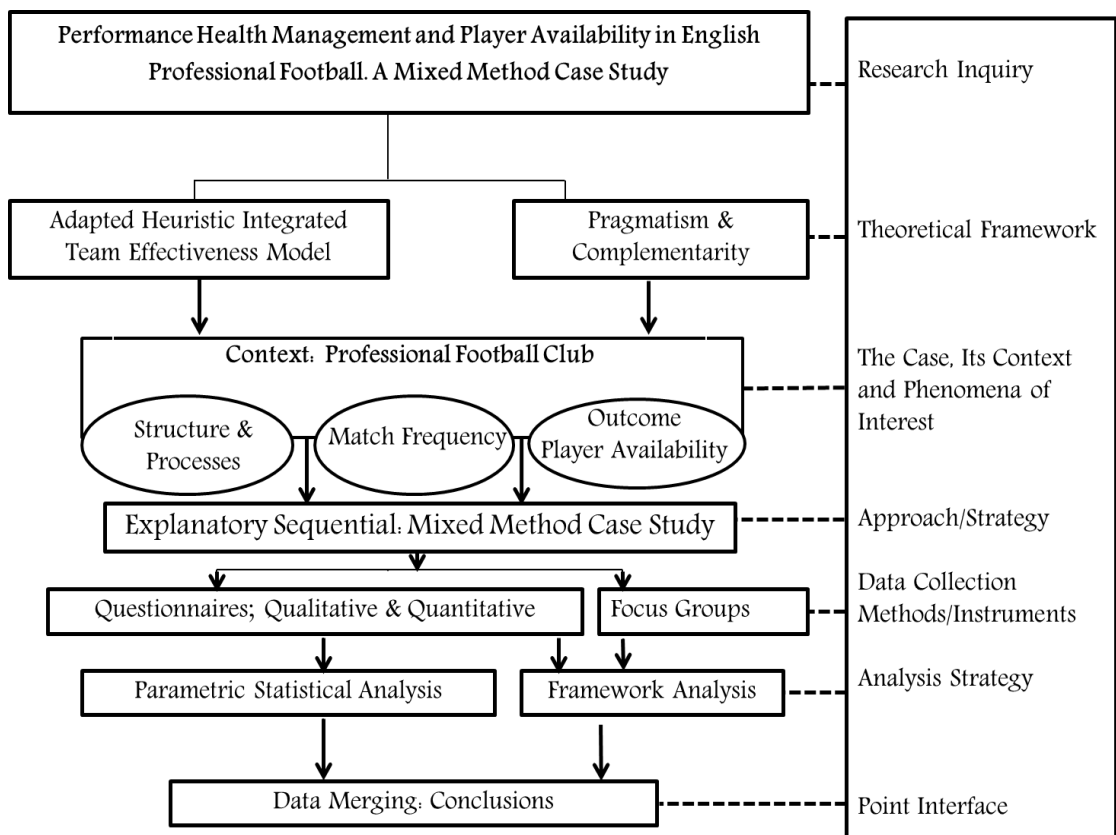 Performance Health Management and Player Availability in English
Professional Football. A Mixed Method Case Study
Research Inquiry
Adapted Heuristic Integrated
Team Effectiveness Model
Pragmatism &
Complementarity
Theoretical Framework
Context: Professional Football Club
Structure &
Processes
Match Frequency
Outcome
Player Availability
The Case, Its Context
and Phenomena of
Interest
Explanatory Sequential: Mixed Method Case Study
Approach/Strategy
Questionnaires; Qualitative & Quantitative
Focus Groups
Data Collection
Methods/Instruments
Parametric Statistical Analysis
Framework Analysis
Analysis Strategy
Data Merging: Conclusions
Point Interface